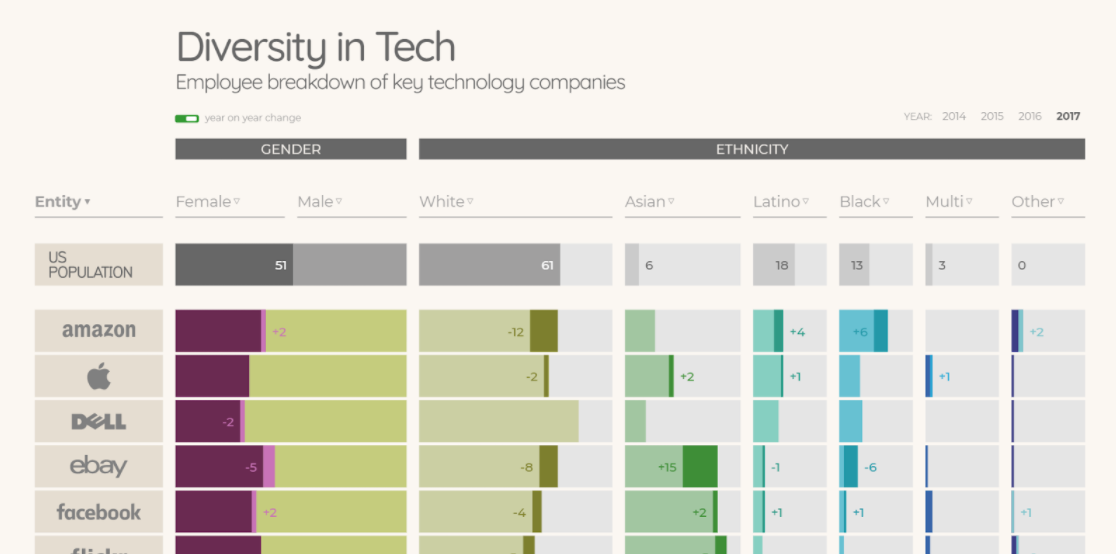 Diversity in Tech
Employee breakdown of key technology companies
year on year change
YEAR: 2014 2015 2016 2017
GENDER ETHNICITY
Entity ▾ Female ▿ Male ▿ White ▿ Asian ▿ Latino ▿ Black ▿ Multi ▿ Other ▿
US
POPULATION
51 61 6 18 13 3 0
amazon +2 -12 +4 +6 +2
-2 +2 +1 +1
DELL -2
ebay -5 -8 +15 -1 -6
facebook +2 -4 +2 +1 +1 +1
flickr